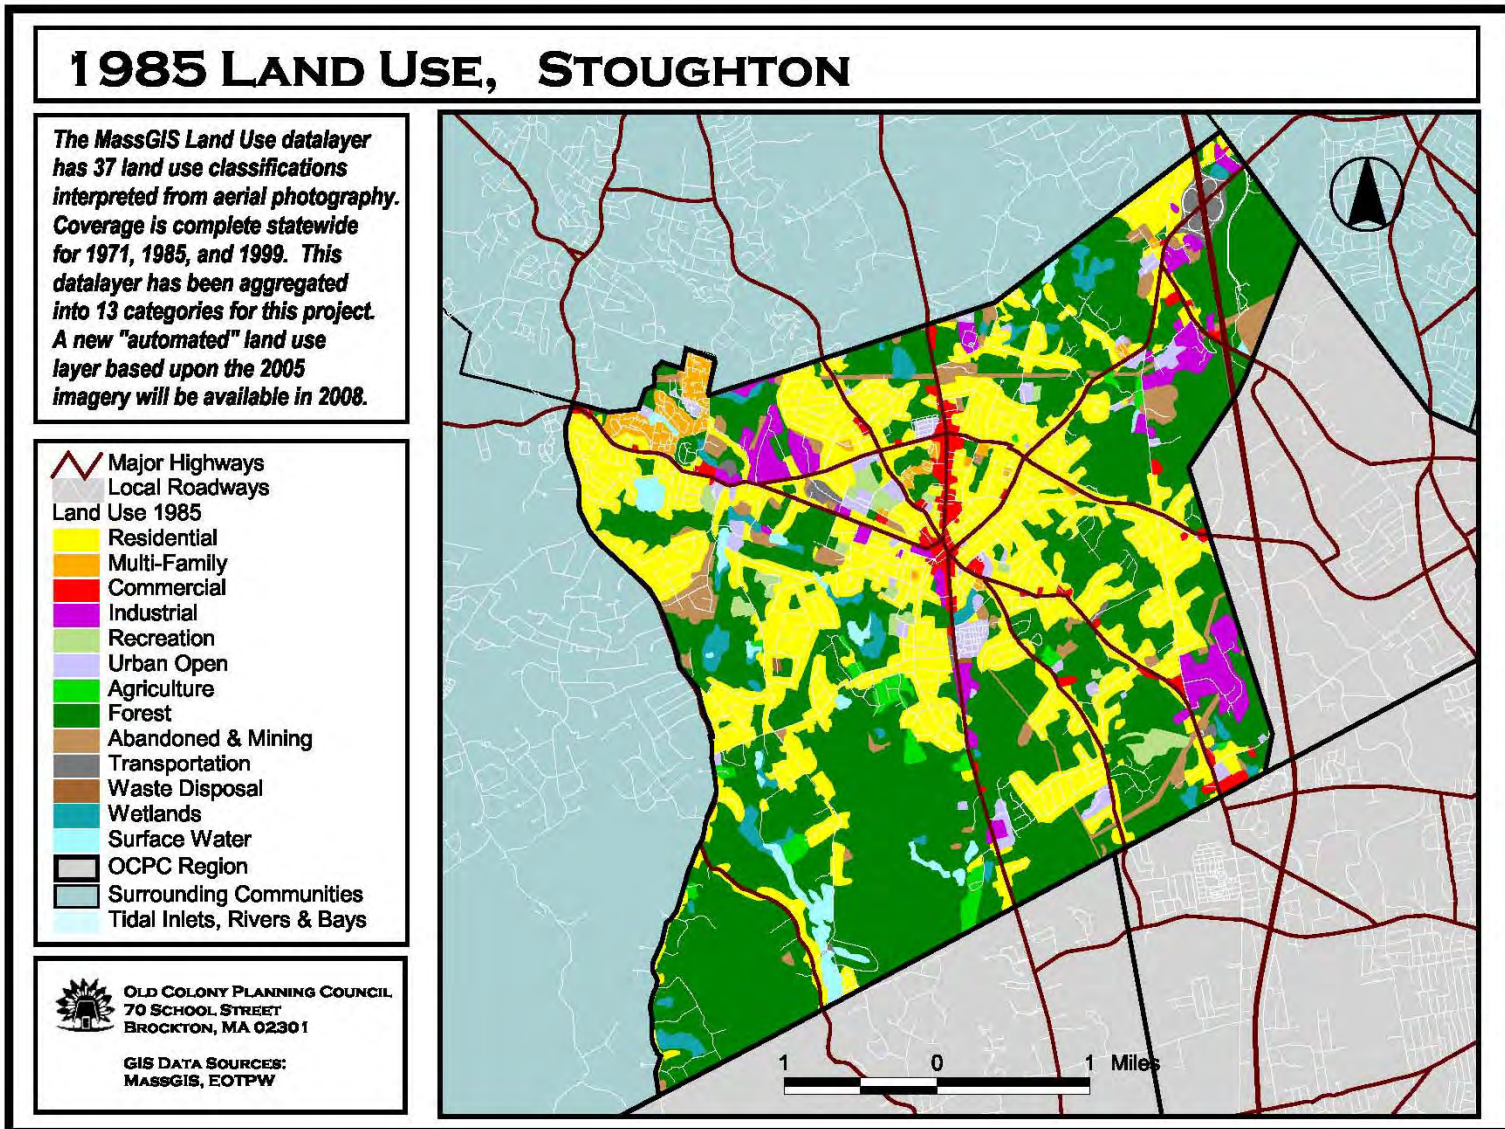 1985 LAND USE, STOUGHTON
The MassGIS Land Use datalayer
has 37 land use classifications
interpreted from aerial photography.
Coverage is complete statewide
for 1971, 1985, and 1999. This
datalayer has been aggregated
into 13 categories for this project.
A new "automated" land use
layer based upon the 2005
imagery will be available in 2008.
Major Highways
Local Roadways
Land Use 1985
Residential
Multi-Family
Commercial
Industrial
Recreation
Urban Open
Agriculture
Forest
Abandoned & Mining
Transportation
Waste Disposal
Wetlands
Surface Water
OCPC Region
Surrounding Communities
Tidal Inlets, Rivers & Bays
OLD COLONY PLANNING COUNCIL
70 SCHOOL STREET
BROCKTON, MA 02301
GIS DATA SOURCES:
MASSGIS, EOTPW
1 0 1 Miles